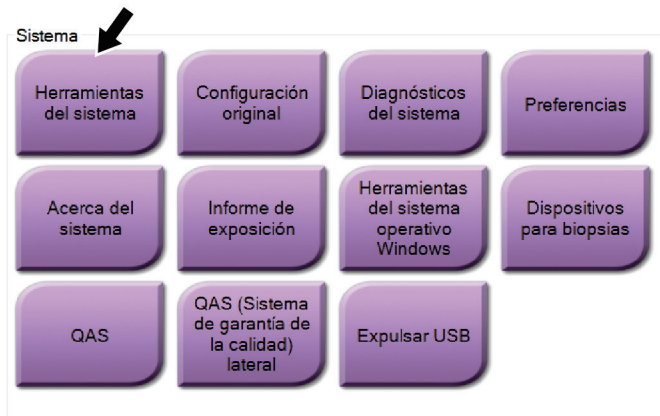 Sistema
Herramientas
del sistema
Configuración
original
Diagnósticos
del sistema
Preferencias
Acerca del
sistema
Informe de
exposición
Herramientas
del sistema
operativo
Windows
Dispositivos
para biopsias
QAS
QAS (Sistema
de garantía de
la calidad)
lateral
Expulsar USB